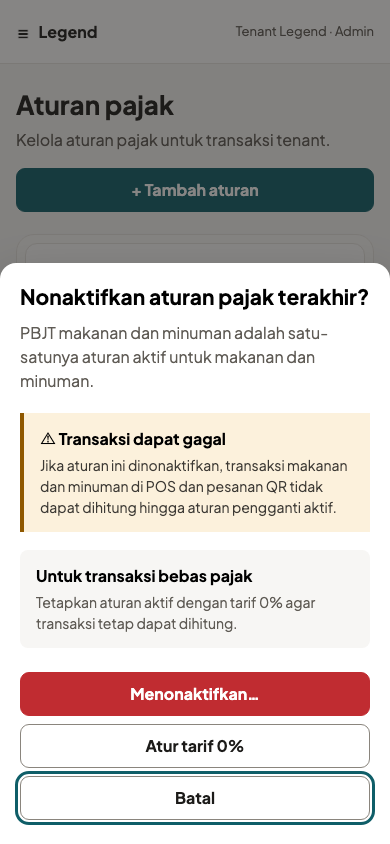 ≡ Legend
Tenant Legend · Admin
Aturan pajak
Kelola aturan pajak untuk transaksi tenant.
+ Tambah aturan
Nonaktifkan aturan pajak terakhir?
PBJT makanan dan minuman adalah satu-
satunya aturan aktif untuk makanan dan
minuman.
⚠ Transaksi dapat gagal
Jika aturan ini dinonaktifkan, transaksi makanan
dan minuman di POS dan pesanan QR tidak
dapat dihitung hingga aturan pengganti aktif.
Untuk transaksi bebas pajak
Tetapkan aturan aktif dengan tarif 0% agar
transaksi tetap dapat dihitung.
Menonaktifkan…
Atur tarif 0%
Batal